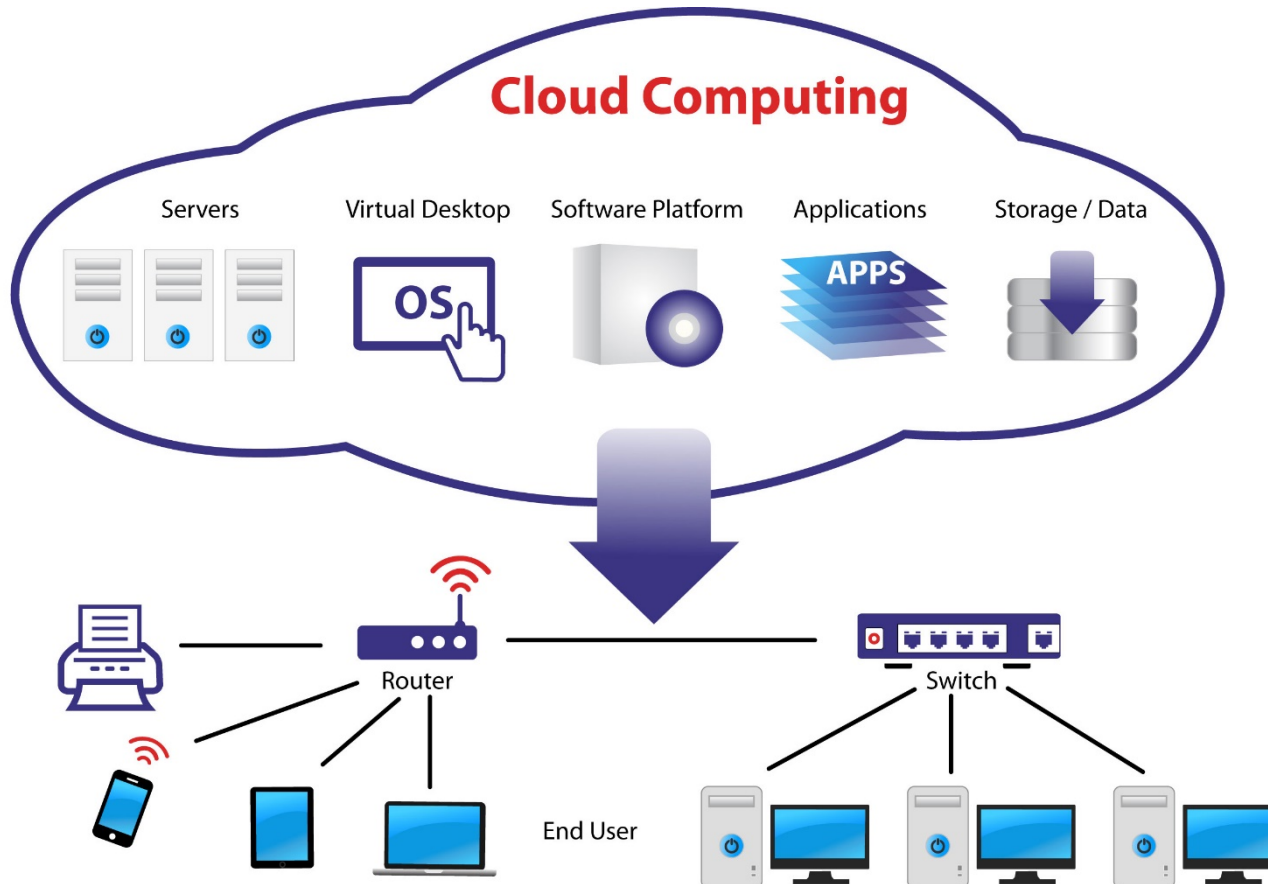 Cloud Computing
Servers
Virtual Desktop
Software Platform
Applications
Storage / Data
OS
APPS
Router
Switch
End User